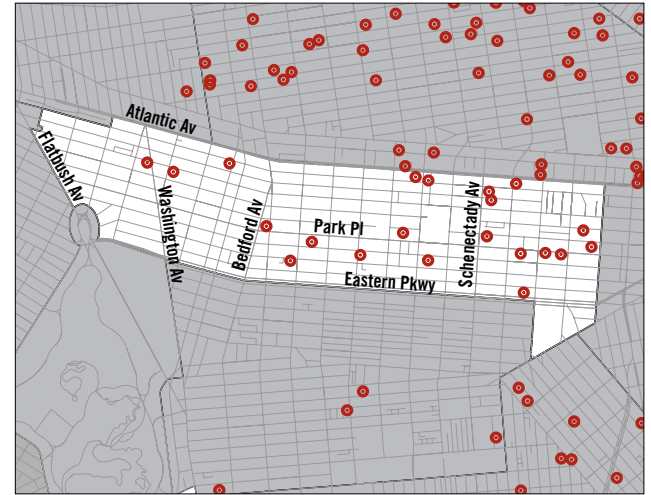 Atlantic Av
Flatbush Av
Washington Av
Bedford Av
Park Pl
Schenectady Av
Eastern Pkwy